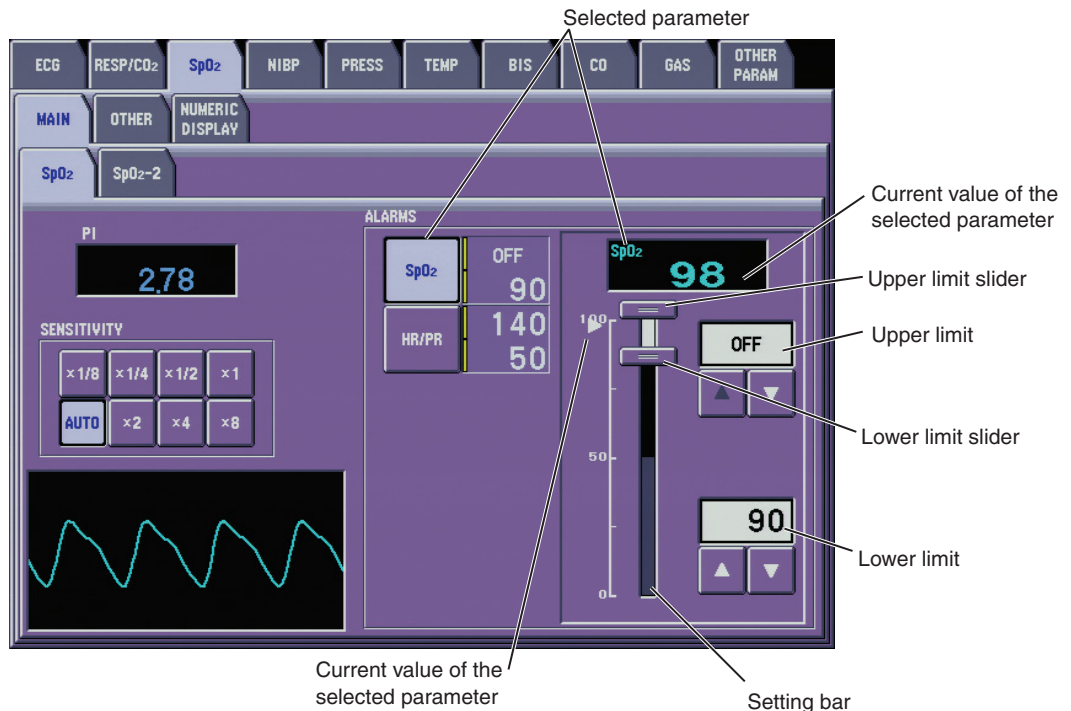 Selected parameter
ECG RESP/CO2 SpO2 NIBP PRESS TEMP BIS CO GAS OTHER PARAM
MAIN OTHER NUMERIC DISPLAY
SpO2 SpO2-2
ALARMS
PI
2.78
SpO2
OFF
90
HR/PR
140
50
SpO2
98
Current value of the
selected parameter
Upper limit slider
Upper limit
Lower limit slider
Lower limit
SENSITIVITY
×1/8 ×1/4 ×1/2 ×1
AUTO ×2 ×4 ×8
100
50
0
OFF
▲ ▼
90
▲ ▼
Current value of the
selected parameter
Setting bar